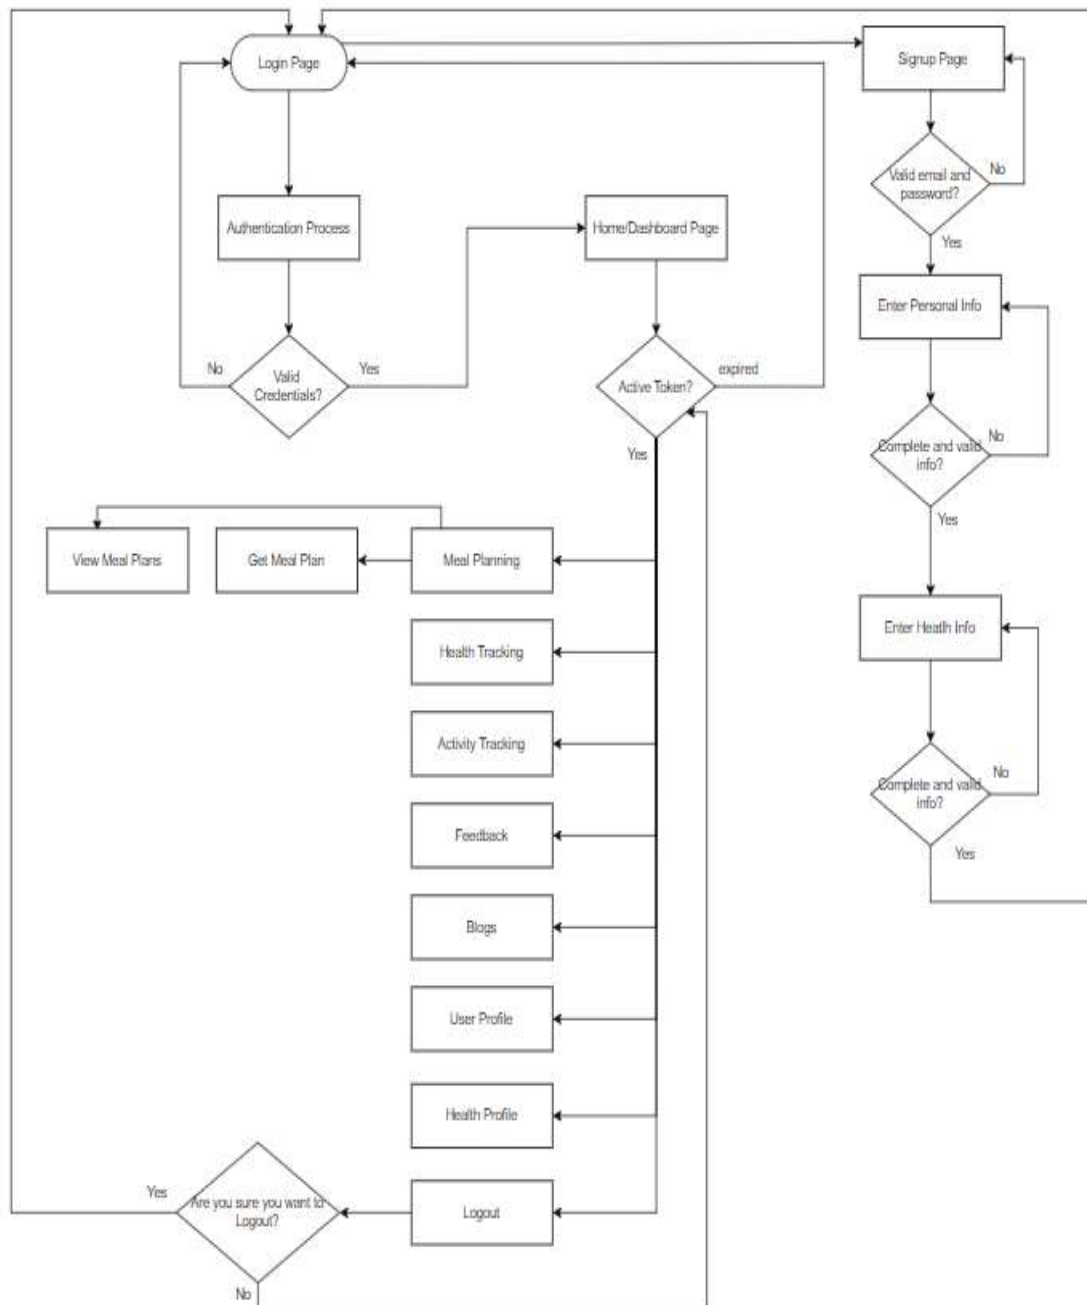 Login Page
Signup Page
Valid email and
password?
No
Yes
Authentication Process
Home/Dashboard Page
Enter Personal Info
No
Valid
Credentials?
Yes
Active Token?
expired
Yes
Complete and valid
info?
No
Yes
View Meal Plans
Get Meal Plan
Meal Planning
Enter Heatlh Info
Health Tracking
Activity Tracking
Complete and valid
info?
No
Yes
Feedback
Blogs
User Profile
Health Profile
Yes
Are you sure you want to
Logout?
Logout
No